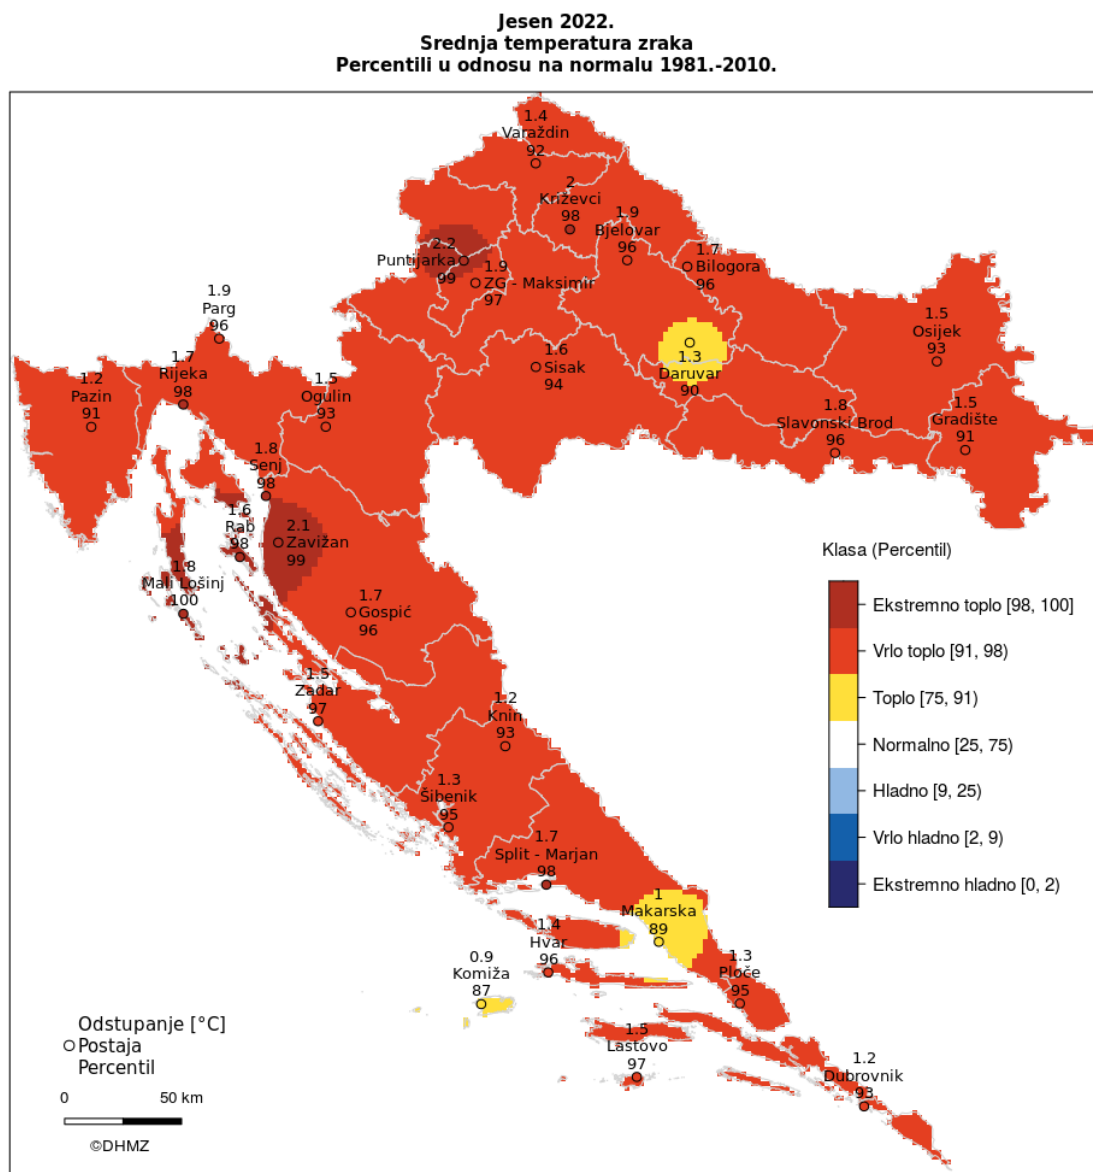 Jesen 2022.
Srednja temperatura zraka
Percentili u odnosu na normalu 1981.-2010.
1.4
Varaždin
92
2
Križevci
98
1.9
Bjelovar
96
2.2
Puntijarka
99
1.9
ZG - Maksimir
97
1.7
Bilogora
96
1.9
Parg
96
1.5
Osijek
93
1.7
Rijeka
98
1.6
Sisak
94
1.3
Daruvar
90
1.2
Pazin
91
1.5
Ogulin
93
1.8
Slavonski Brod
96
1.5
Gradište
91
1.8
Senj
98
1.6
Rab
98
2.1
Zavižan
99
1.8
Mali Lošinj
100
1.7
Gospić
96
1.5
Zadar
97
1.2
Knin
93
1.3
Šibenik
95
1.7
Split - Marjan
98
1
Makarska
89
1.4
Hvar
96
0.9
Komiža
87
1.3
Ploče
95
1.5
Lastovo
97
1.2
Dubrovnik
93
Klasa (Percentil)
Ekstremno toplo [98, 100]
Vrlo toplo [91, 98)
Toplo [75, 91)
Normalno [25, 75)
Hladno [9, 25)
Vrlo hladno [2, 9)
Ekstremno hladno [0, 2)
Odstupanje [°C]
Postaja
Percentil
0 50 km
©DHMZ